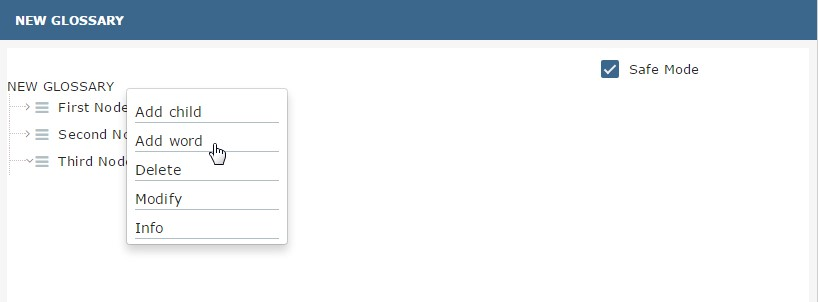 NEW GLOSSARY
Safe Mode
NEW GLOSSARY
First Node
Second No
Third Node
Add child
Add word
Delete
Modify
Info